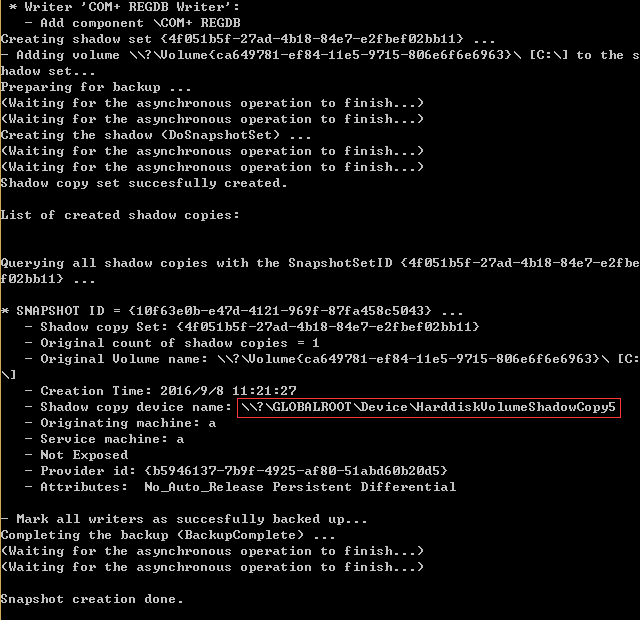 * Writer 'COM+ REGDB Writer':
- Add component \COM+ REGDB
Creating shadow set {4f051b5f-27ad-4b18-84e7-e2fbef02bb11} ...
- Adding volume \\?\Volume{ca649781-ef84-11e5-9715-806e6f6e6963}\ [C:\] to the s
hadow set...
Preparing for backup ...
(Waiting for the asynchronous operation to finish...)
(Waiting for the asynchronous operation to finish...)
Creating the shadow (DoSnapshotSet) ...
(Waiting for the asynchronous operation to finish...)
(Waiting for the asynchronous operation to finish...)
Shadow copy set succesfully created.
List of created shadow copies:
Querying all shadow copies with the SnapshotSetID {4f051b5f-27ad-4b18-84e7-e2fbe
f02bb11} ...
* SNAPSHOT ID = {10f63e0b-e47d-4121-969f-87fa458c5043} ...
- Shadow copy Set: {4f051b5f-27ad-4b18-84e7-e2fbef02bb11}
- Original count of shadow copies = 1
- Original Volume name: \\?\Volume{ca649781-ef84-11e5-9715-806e6f6e6963}\ [C:
\]
- Creation Time: 2016/9/8 11:21:27
- Shadow copy device name: \\?\GLOBALROOT\Device\HarddiskVolumeShadowCopy5
- Originating machine: a
- Service machine: a
- Not Exposed
- Provider id: {b5946137-7b9f-4925-af80-51abd60b20d5}
- Attributes:  No_Auto_Release Persistent Differential
- Mark all writers as succesfully backed up...
Completing the backup (BackupComplete) ...
(Waiting for the asynchronous operation to finish...)
(Waiting for the asynchronous operation to finish...)
Snapshot creation done.